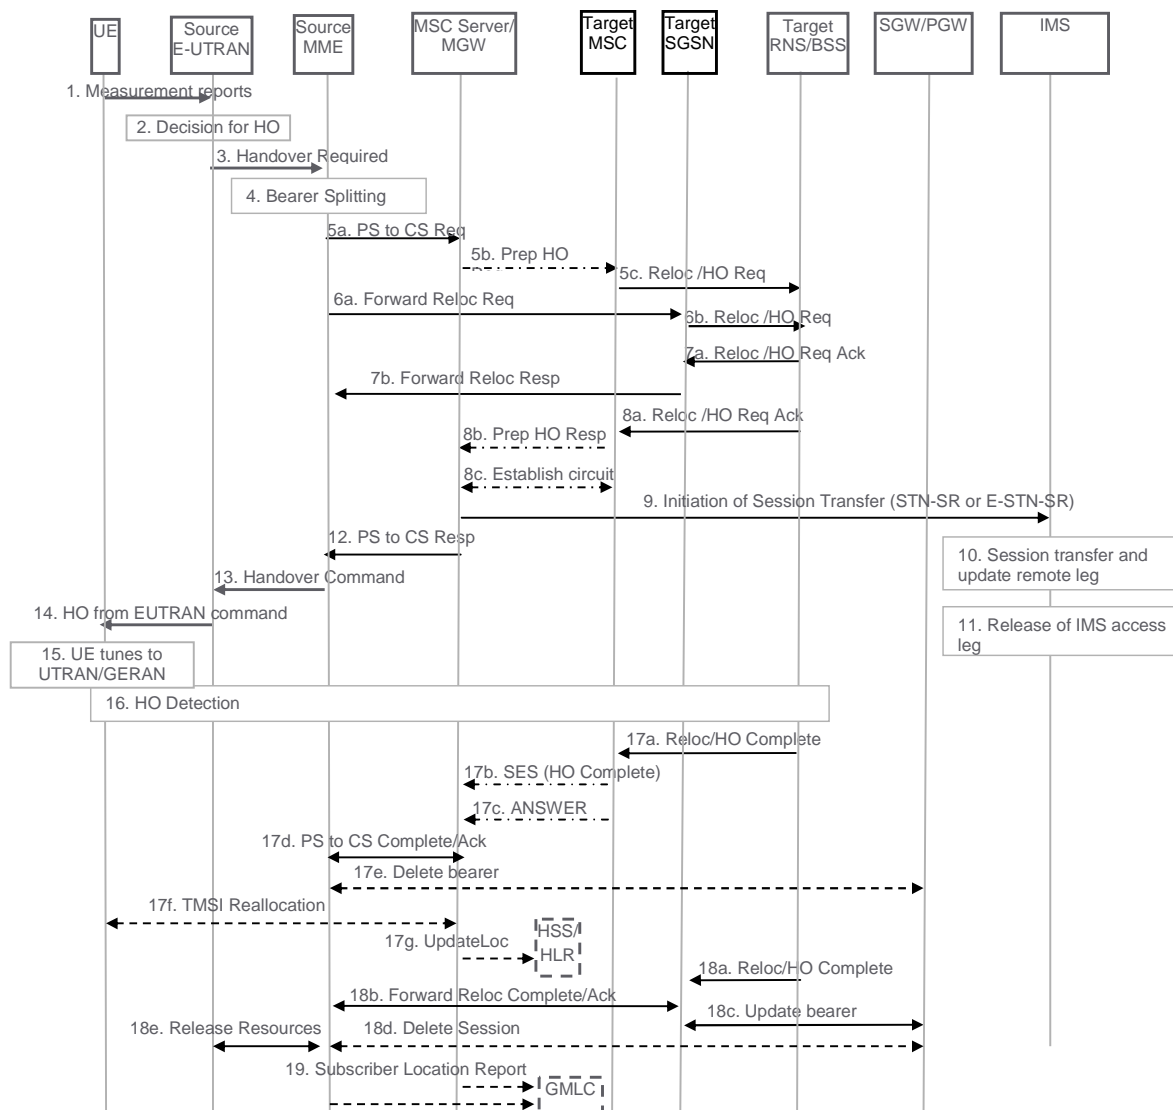 UE
Source
E-UTRAN
Source
MME
MSC Server/
MGW
Target
MSC
Target
SGSN
Target
RNS/BSS
SGW/PGW
IMS
1. Measurement reports
2. Decision for HO
3. Handover Required
4. Bearer Splitting
5a. PS to CS Req
5b. Prep HO
5c. Reloc /HO Req
6a. Forward Reloc Req
6b. Reloc /HO Req
7a. Reloc /HO Req Ack
7b. Forward Reloc Resp
8a. Reloc /HO Req Ack
8b. Prep HO Resp
8c. Establish circuit
9. Initiation of Session Transfer (STN-SR or E-STN-SR)
12. PS to CS Resp
10. Session transfer and
update remote leg
13. Handover Command
14. HO from EUTRAN command
11. Release of IMS access
leg
15. UE tunes to
UTRAN/GERAN
16. HO Detection
17a. Reloc/HO Complete
17b. SES (HO Complete)
17c. ANSWER
17d. PS to CS Complete/Ack
17e. Delete bearer
17f. TMSI Reallocation
17g. UpdateLoc
HSS/
HLR
18a. Reloc/HO Complete
18b. Forward Reloc Complete/Ack
18c. Update bearer
18e. Release Resources
18d. Delete Session
19. Subscriber Location Report
GMLC